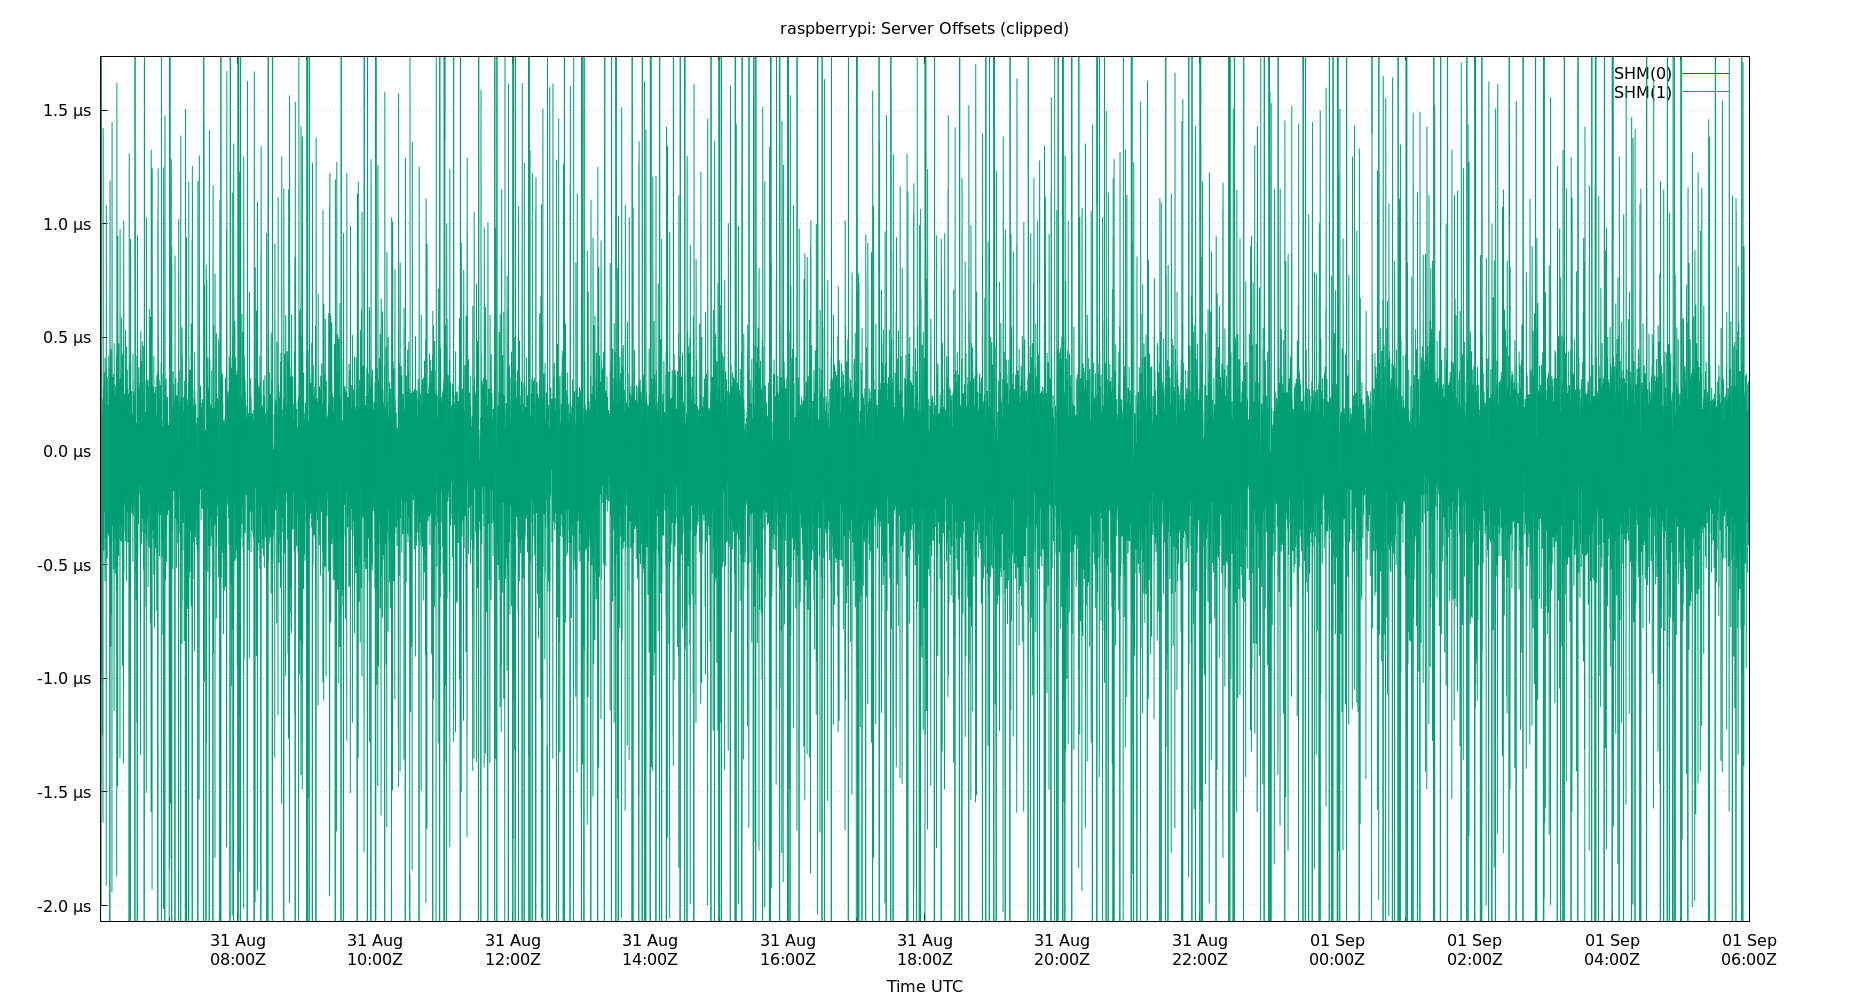 raspberrypi: Server Offsets (clipped)
SHM(0)
SHM(1)
1.5 µs
1.0 µs
0.5 µs
0.0 µs
-0.5 µs
-1.0 µs
-1.5 µs
-2.0 µs
31 Aug 31 Aug 31 Aug 31 Aug 31 Aug 31 Aug 31 Aug 31 Aug 01 Sep 01 Sep 01 Sep 01 Sep
08:00Z 10:00Z 12:00Z 14:00Z 16:00Z 18:00Z 20:00Z 22:00Z 00:00Z 02:00Z 04:00Z 06:00Z
Time UTC